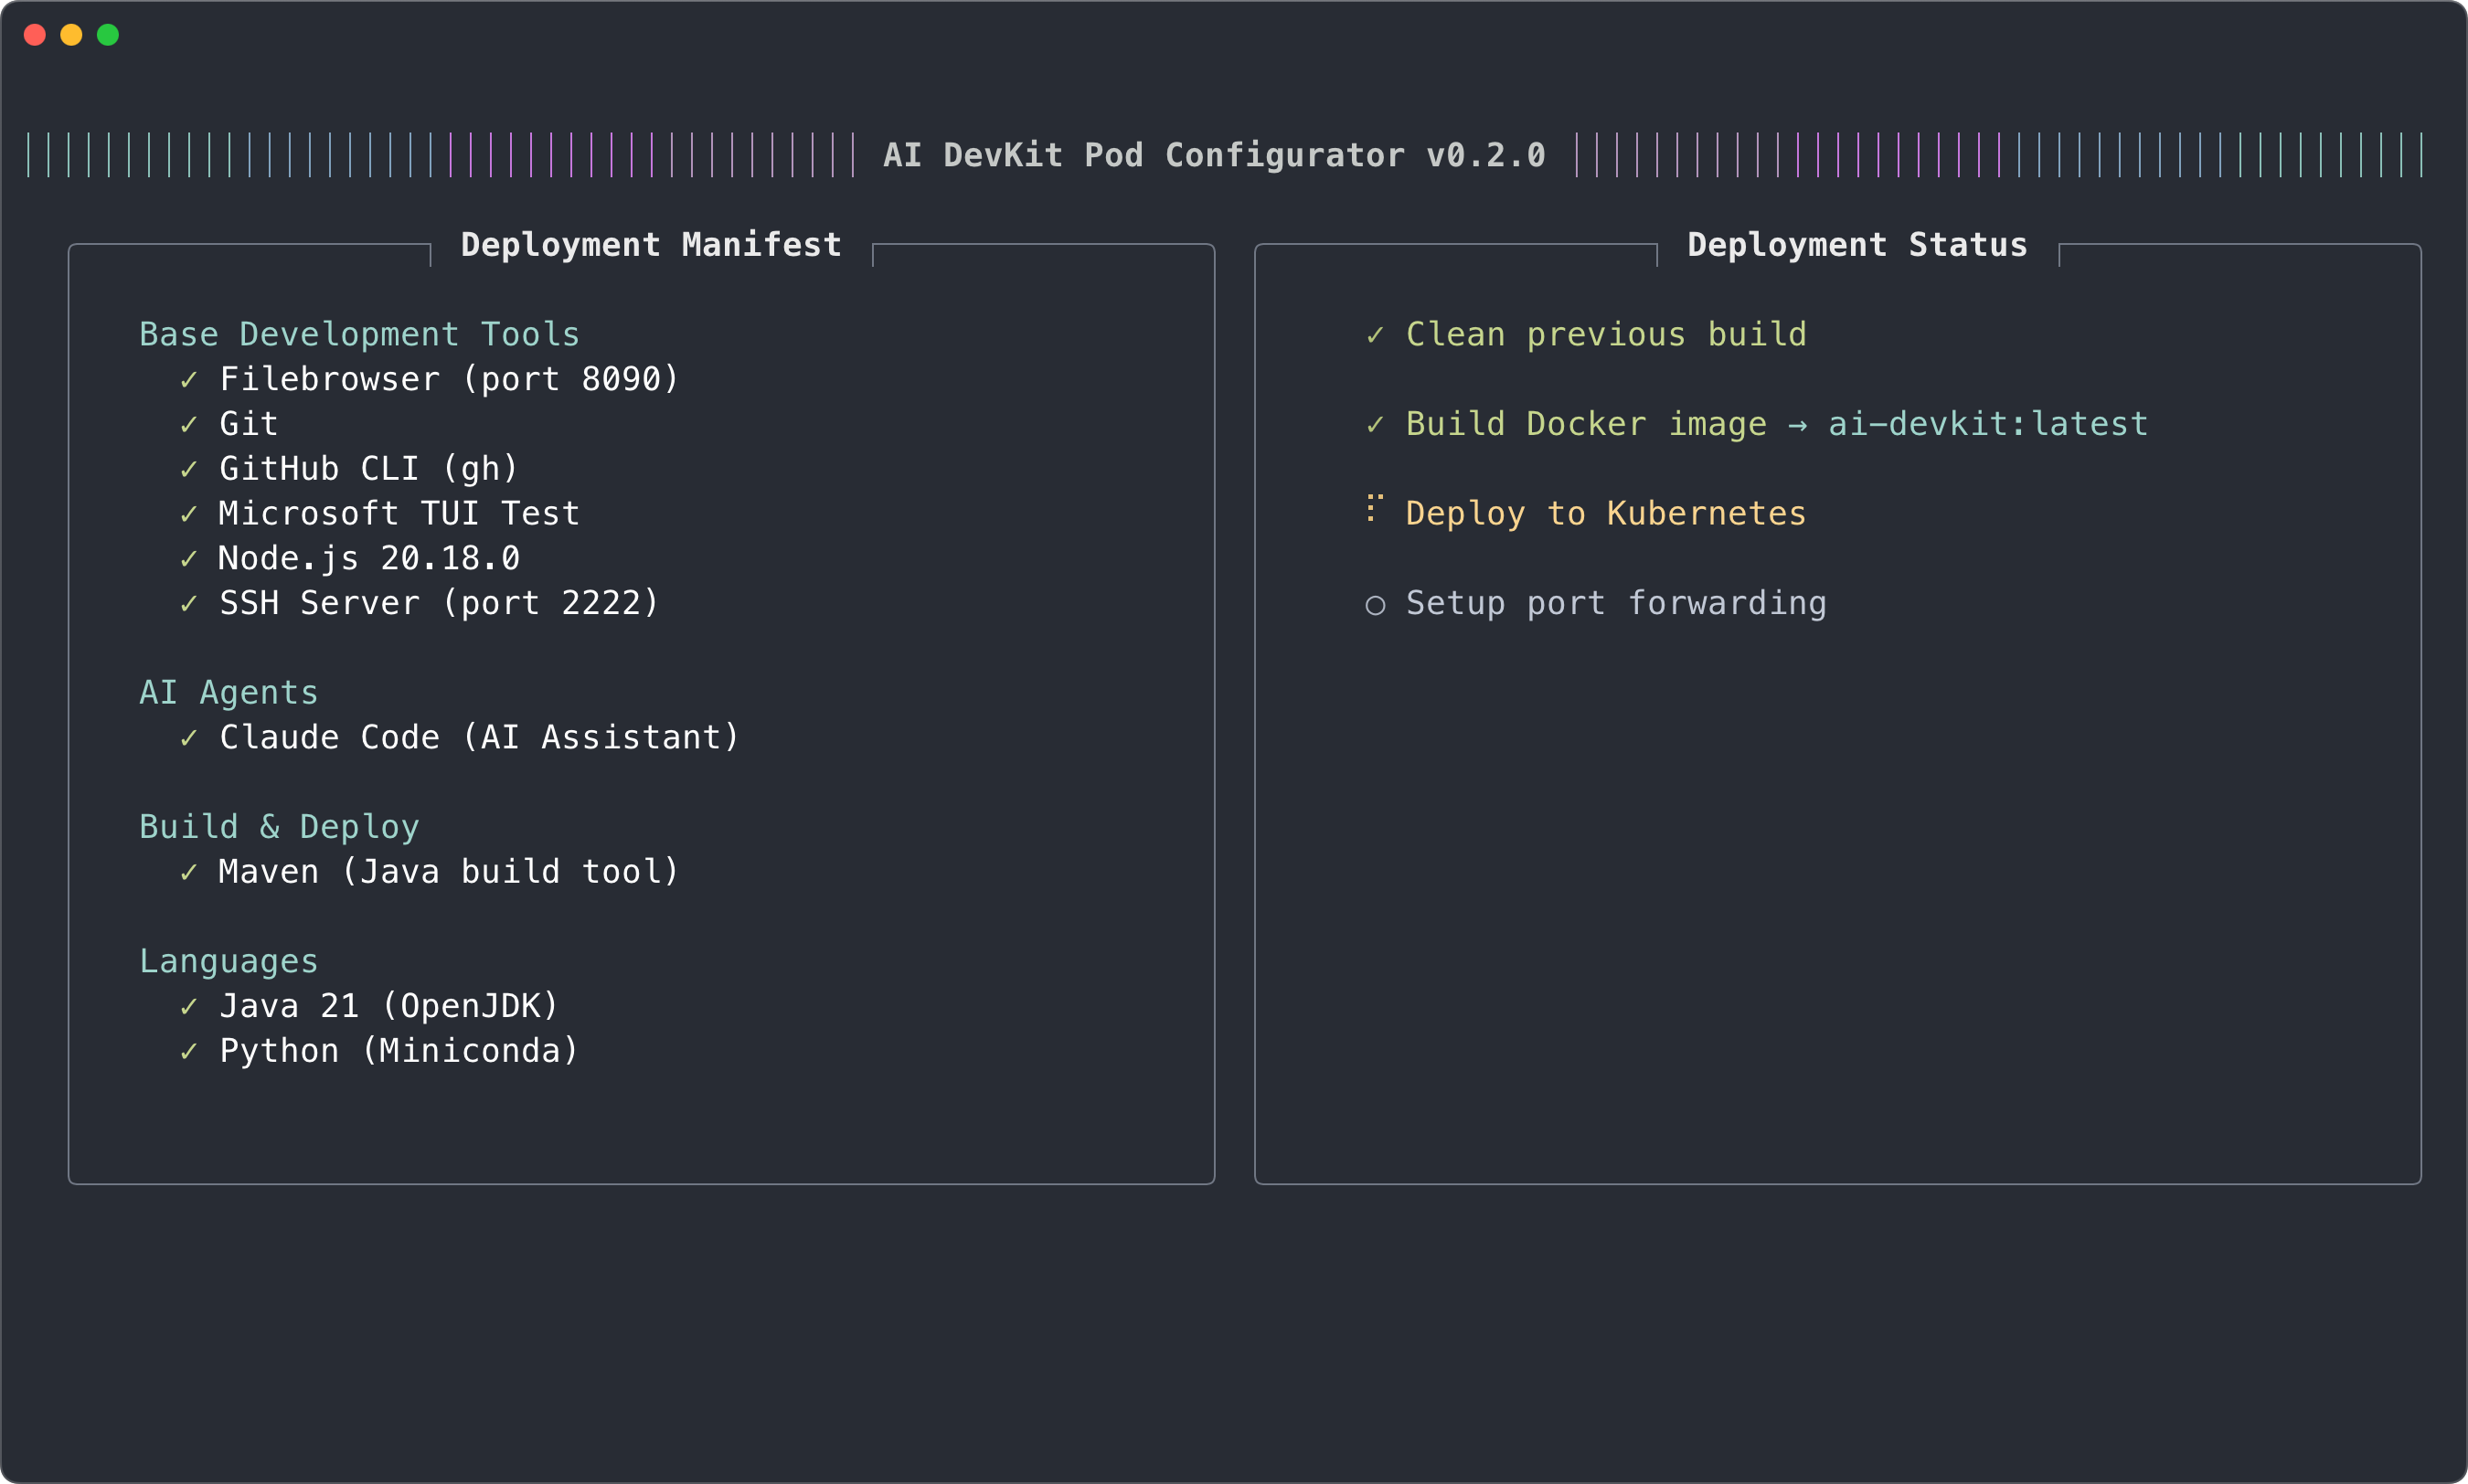 AI DevKit Pod Configurator v0.2.0
Deployment Manifest
Base Development Tools
✓ Filebrowser (port 8090)
✓ Git
✓ GitHub CLI (gh)
✓ Microsoft TUI Test
✓ Node.js 20.18.0
✓ SSH Server (port 2222)
AI Agents
✓ Claude Code (AI Assistant)
Build & Deploy
✓ Maven (Java build tool)
Languages
✓ Java 21 (OpenJDK)
✓ Python (Miniconda)
Deployment Status
✓ Clean previous build
✓ Build Docker image → ai-devkit:latest
⠏ Deploy to Kubernetes
○ Setup port forwarding